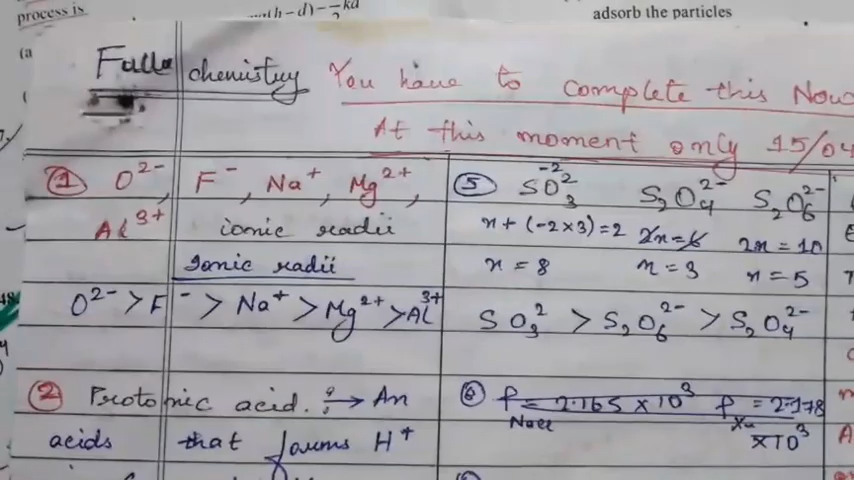 process is
adsorb the particles
(a
chemistry You have to complete this Now
At this moment only 15/04
① O²⁻, F⁻, Na⁺, Mg²⁺,
Al³⁺ ionic radii
Ionic radii
O²⁻ > F⁻ > Na⁺ > Mg²⁺ > Al³⁺
② Protonic acid. → An
acids that forms H⁺
⑤ SO₃²⁻ S₂O₄²⁻ S₂O₆²⁻
x + (-2×3) = 2 2x = 6 2x = 10
x = 8 x = 3 x = 5
SO₃² > S₂O₆²⁻ > S₂O₄²⁻
⑥ ρ = 2.165 × 10³ ρ = 2.178
× 10³